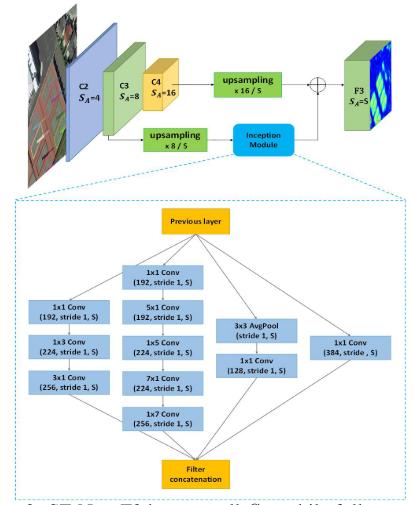 C2
S_A=4
C3
S_A=8
C4
S_A=16
upsampling
x 16 / S
F3
S_A=S
upsampling
x 8 / S
Inception
Module
Previous layer
1x1 Conv
(192, stride 1, S)
1x3 Conv
(224, stride 1, S)
3x1 Conv
(256, stride 1, S)
1x1 Conv
(192, stride 1, S)
5x1 Conv
(192, stride 1, S)
1x5 Conv
(224, stride 1, S)
7x1 Conv
(224, stride 1, S)
1x7 Conv
(256, stride 1, S)
3x3 AvgPool
(stride 1, S)
1x1 Conv
(128, stride 1, S)
1x1 Conv
(384, stride , S)
Filter
concatenation